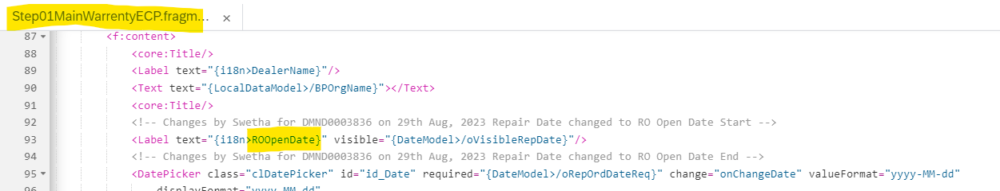 Step01MainWarrentyECP.fragm... ×
87 <f:content>
88 <core:Title/>
89 <Label text="{i18n>DealerName}"/>
90 <Text text="{LocalDataModel>/BPOrgName}"></Text>
91 <core:Title/>
92 <!-- Changes by Swetha for DMND0003836 on 29th Aug, 2023 Repair Date changed to RO Open Date Start -->
93 <Label text="{i18n>ROOpenDate}" visible="{DateModel>/oVisibleRepDate}"/>
94 <!-- Changes by Swetha for DMND0003836 on 29th Aug, 2023 Repair Date changed to RO Open Date End -->
95 <DatePicker class="clDatePicker" id="id_Date" required="{DateModel>/oRepOrdDateReq}" change="onChangeDate" valueFormat="yyyy-MM-dd"
96 displayFormat="yyyy-MM-dd"